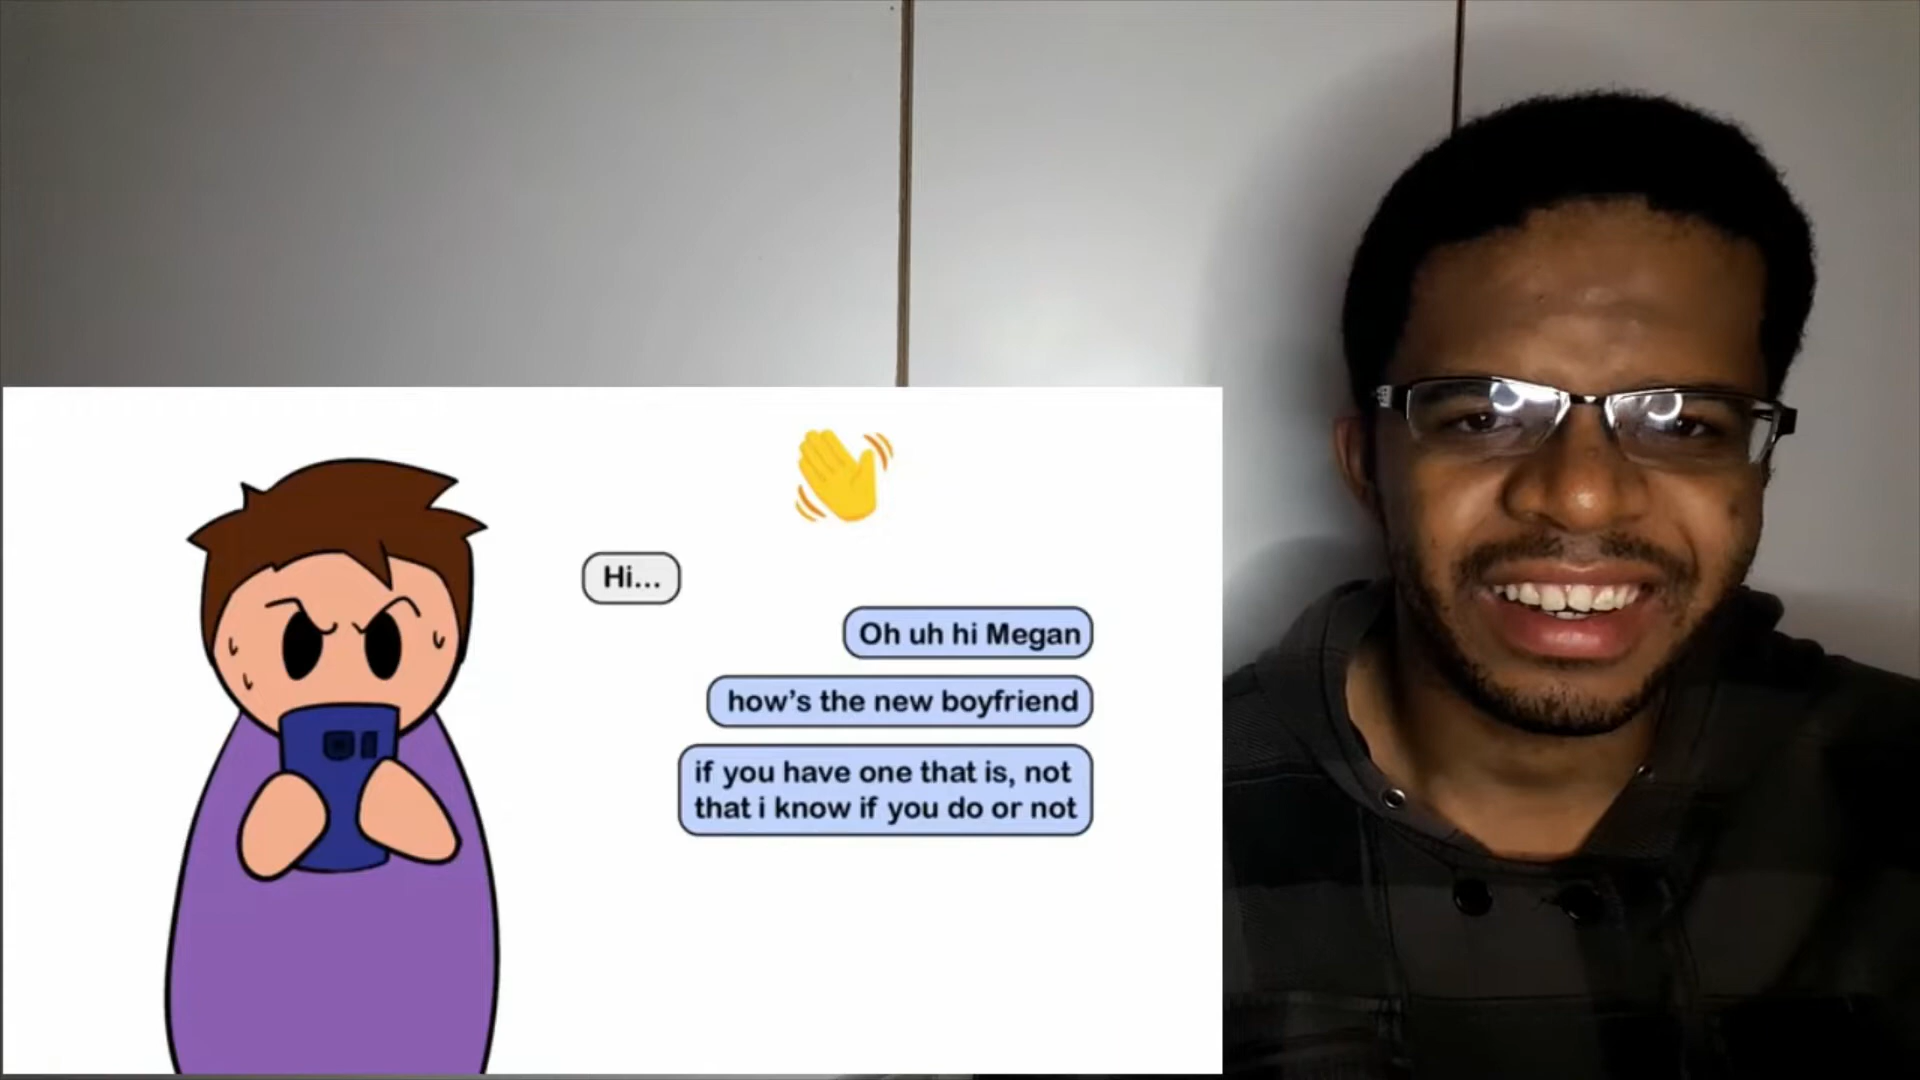 Hi...
Oh uh hi Megan
how's the new boyfriend
if you have one that is, not
that i know if you do or not